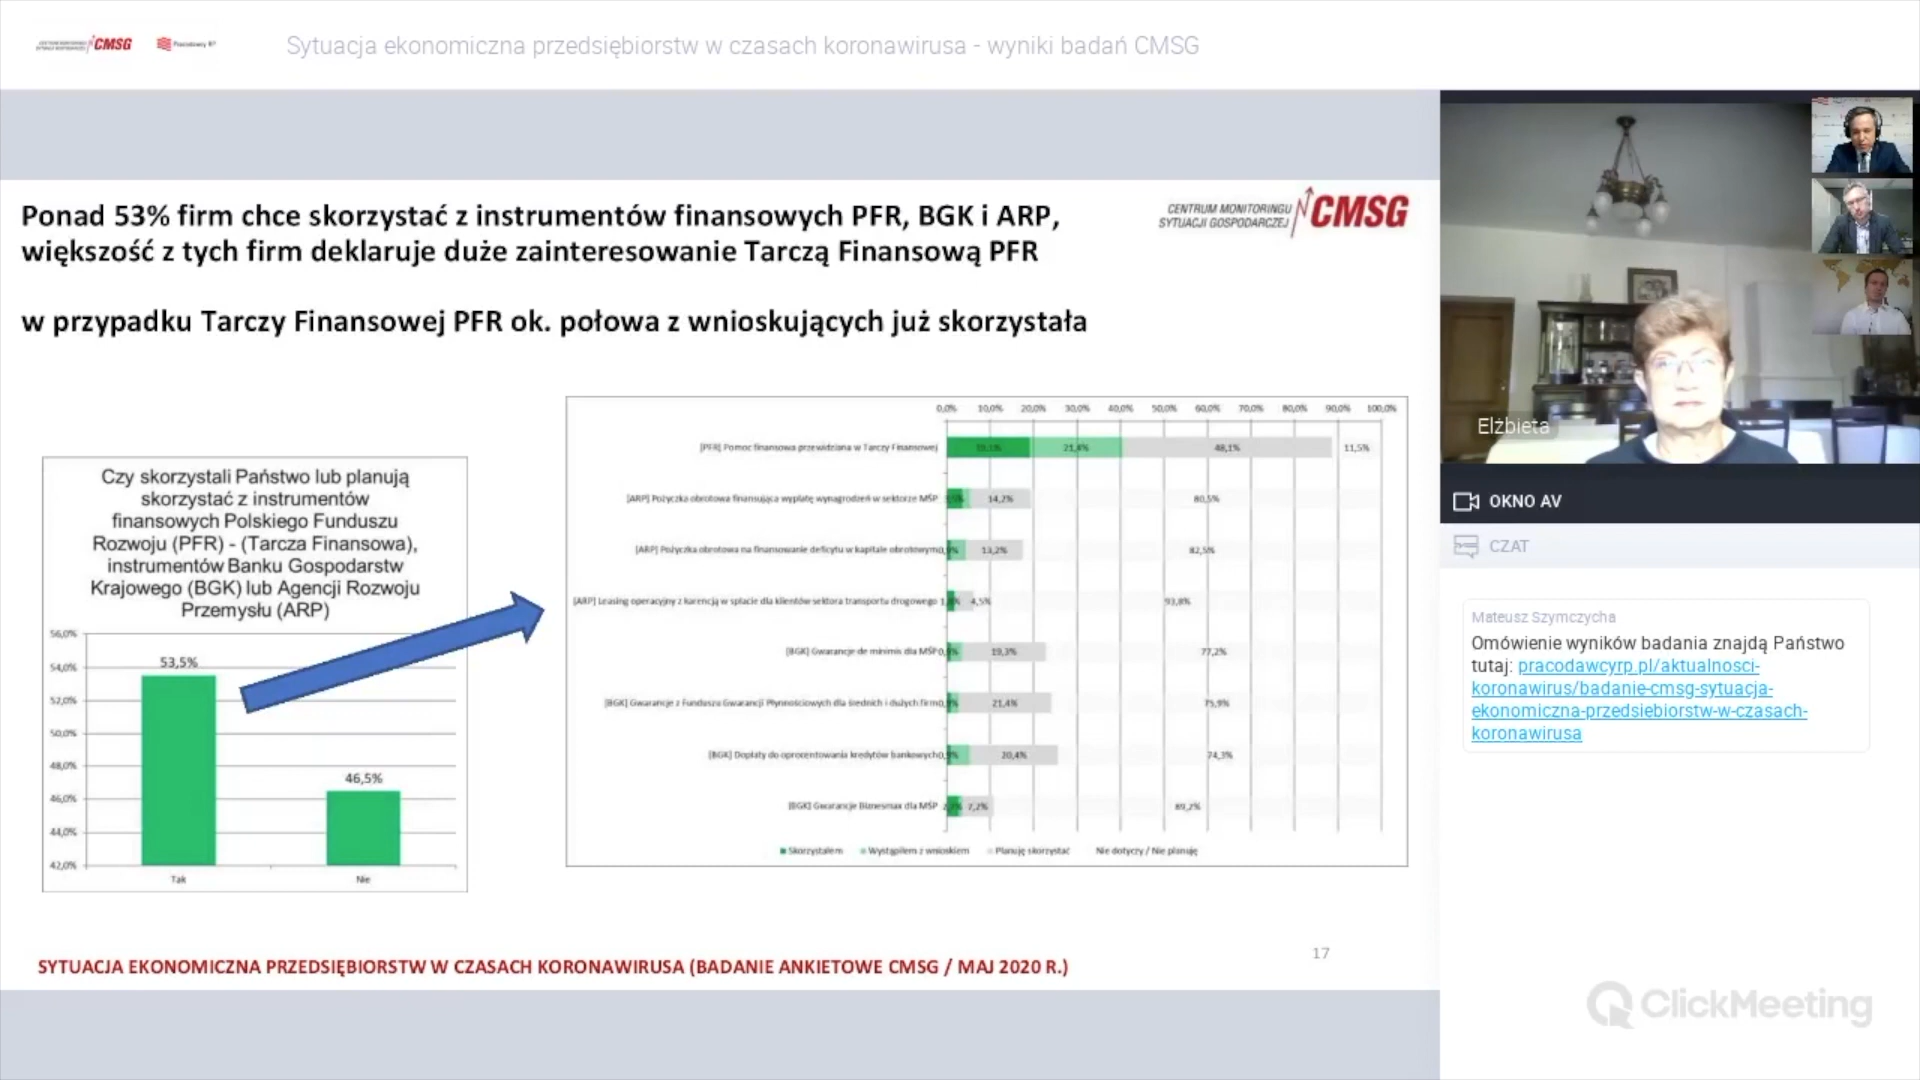 CMSG
Pracodawcy RP
Sytuacja ekonomiczna przedsiębiorstw w czasach koronawirusa - wyniki badań CMSG
Ponad 53% firm chce skorzystać z instrumentów finansowych PFR, BGK i ARP,
większość z tych firm deklaruje duże zainteresowanie Tarczą Finansową PFR
w przypadku Tarczy Finansowej PFR ok. połowa z wnioskujących już skorzystała
CENTRUM MONITORINGU
SYTUACJI GOSPODARCZEJ
CMSG
Czy skorzystali Państwo lub planują
skorzystać z instrumentów
finansowych Polskiego Funduszu
Rozwoju (PFR) - (Tarcza Finansowa),
instrumentów Banku Gospodarstw
Krajowego (BGK) lub Agencji Rozwoju
Przemysłu (ARP)
56,0%
54,0%
52,0%
50,0%
48,0%
46,0%
44,0%
42,0%
53,5%
46,5%
Tak
Nie
0,0% 10,0% 20,0% 30,0% 40,0% 50,0% 60,0% 70,0% 80,0% 90,0% 100,0%
[PFR] Pomoc finansowa przewidziana w Tarczy Finansowej 21,4% 48,1% 11,5%
[ARP] Pożyczka obrotowa finansująca wypłatę wynagrodzeń w sektorze MŚP 14,2% 80,5%
[ARP] Pożyczka obrotowa na finansowanie deficytu w kapitale obrotowym 13,2% 82,5%
[ARP] Leasing operacyjny z karencją w spłacie dla klientów sektora transportu drogowego 4,5% 93,8%
[BGK] Gwarancje de minimis dla MŚP 19,3% 77,2%
[BGK] Gwarancje z Funduszu Gwarancji Płynnościowych dla średnich i dużych firm 21,4% 75,9%
[BGK] Dopłaty do oprocentowania kredytów bankowych 20,4% 74,3%
[BGK] Gwarancje Biznesmax dla MŚP 7,2% 89,2%
Skorzystałem Wystąpiłem z wnioskiem Planuję skorzystać Nie dotyczy / Nie planuję
SYTUACJA EKONOMICZNA PRZEDSIĘBIORSTW W CZASACH KORONAWIRUSA (BADANIE ANKIETOWE CMSG / MAJ 2020 R.)
17
Elżbieta
OKNO AV
CZAT
Mateusz Szymczycha
Omówienie wyników badania znajdą Państwo
tutaj: pracodawcyrp.pl/aktualnosci-
koronawirus/badanie-cmsg-sytuacja-
ekonomiczna-przedsiebiorstw-w-czasach-
koronawirusa
ClickMeeting